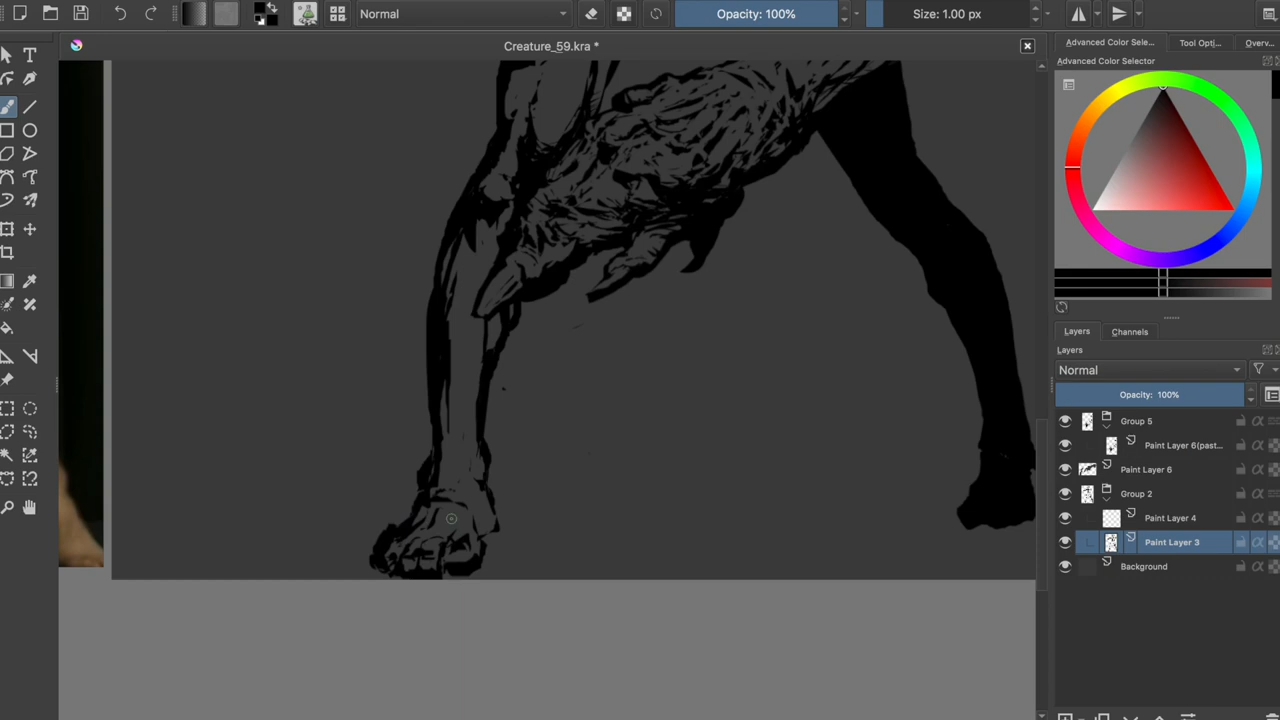 Normal
Opacity: 100%
Size: 1.00 px
Creature_59.kra *
Advanced Color Sele...
Tool Opti...
Overv...
Advanced Color Selector
Layers
Channels
Layers
Normal
Opacity: 100%
Group 5
Paint Layer 6(past...
Paint Layer 6
Group 2
Paint Layer 4
Paint Layer 3
Background